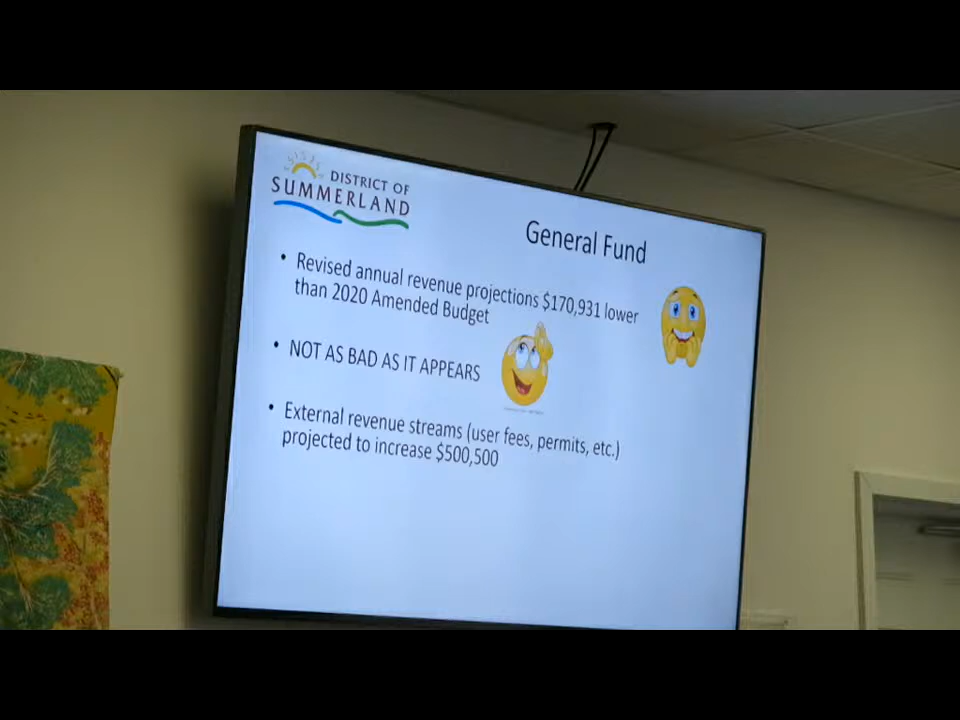 DISTRICT OF
SUMMERLAND
General Fund
• Revised annual revenue projections $170,931 lower
than 2020 Amended Budget
• NOT AS BAD AS IT APPEARS
• External revenue streams (user fees, permits, etc.)
projected to increase $500,500